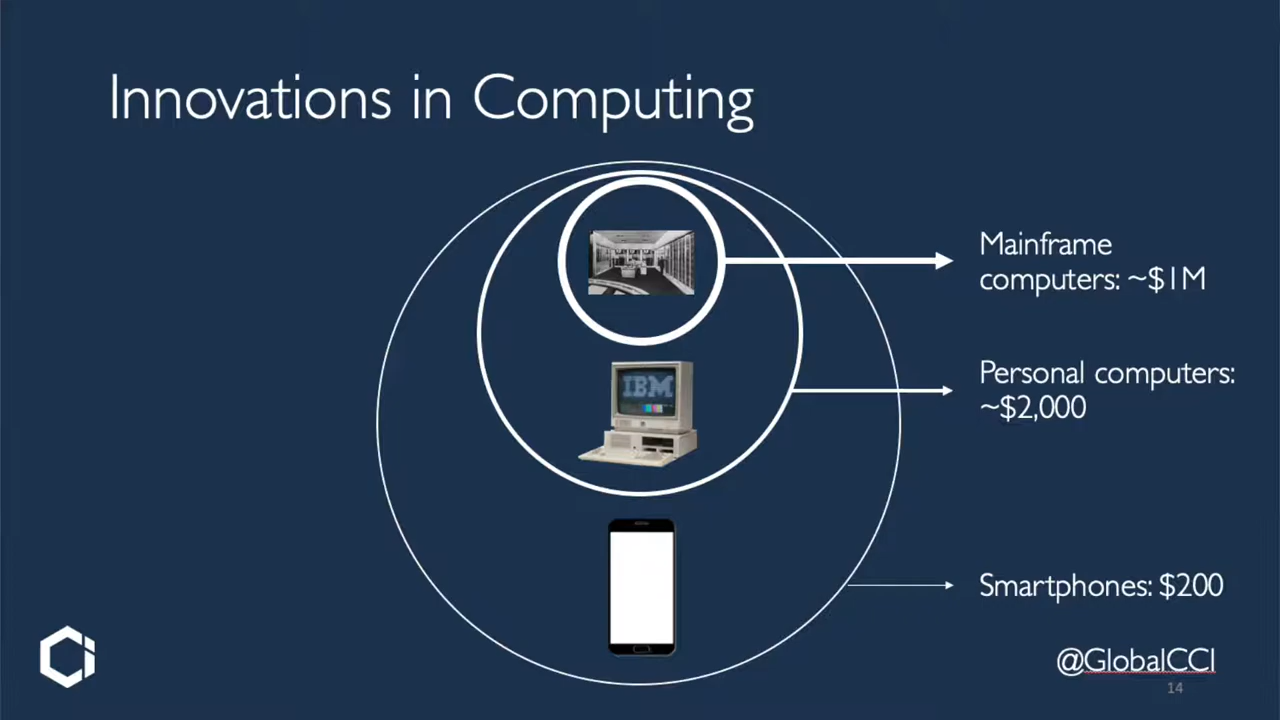 Innovations in Computing
Mainframe
computers: ~$1M
IBM
Personal computers:
~$2,000
Smartphones: $200
@GlobalCCI
14